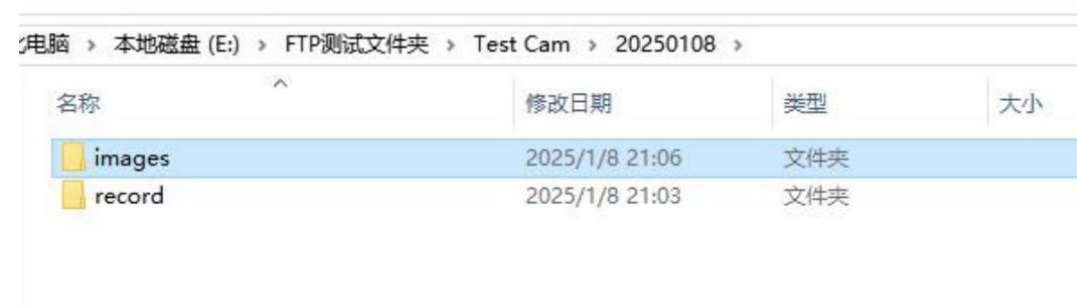 电脑 > 本地磁盘 (E:) > FTP测试文件夹 > Test Cam > 20250108 >
名称 修改日期 类型 大小
images 2025/1/8 21:06 文件夹
record 2025/1/8 21:03 文件夹